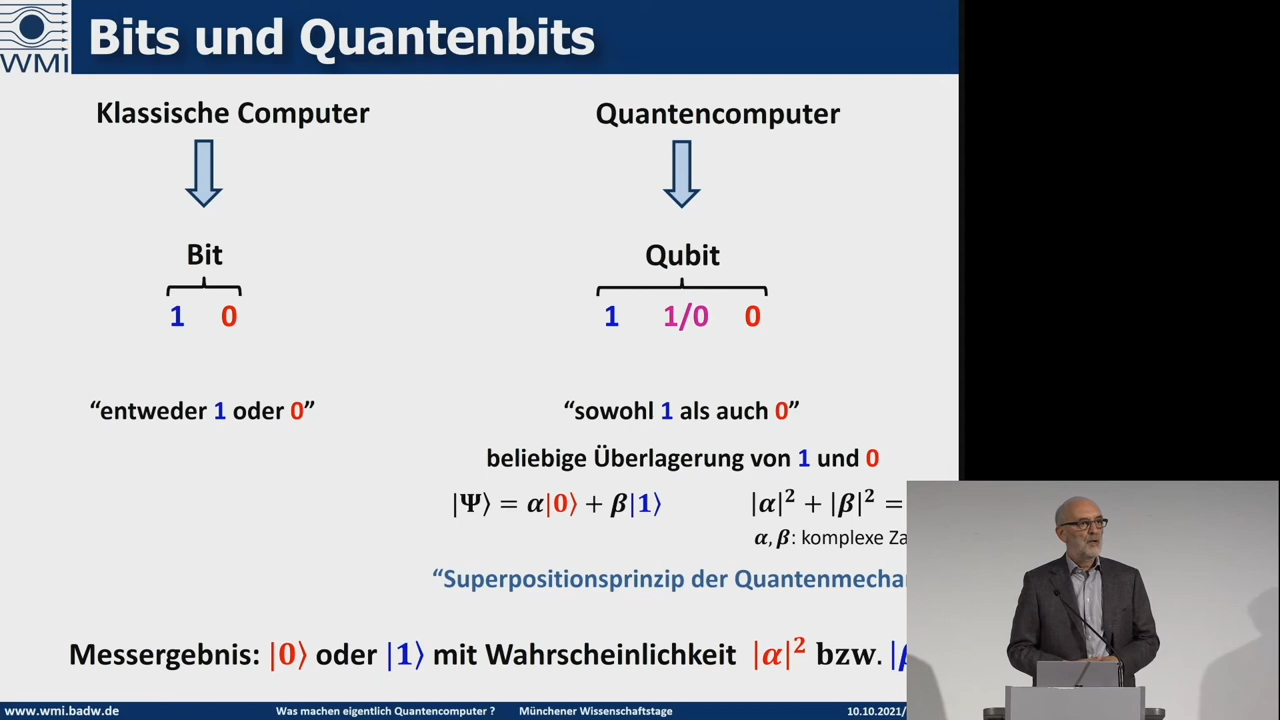 WMI
Bits und Quantenbits
Klassische Computer
Quantencomputer
Bit
Qubit
1 0
1 1/0 0
“entweder 1 oder 0”
“sowohl 1 als auch 0”
beliebige Überlagerung von 1 und 0
|Ψ⟩ = α|0⟩ + β|1⟩ |α|² + |β|² =
α, β: komplexe
“Superpositionsprinzip der
Messergebnis: |0⟩ oder |1⟩ mit Wahrscheinlichkeit |α|² bzw.
www.wmi.badw.de Was machen eigentlich Quantencomputer ? Münchener Wissenschaftstage 10.10.2021/